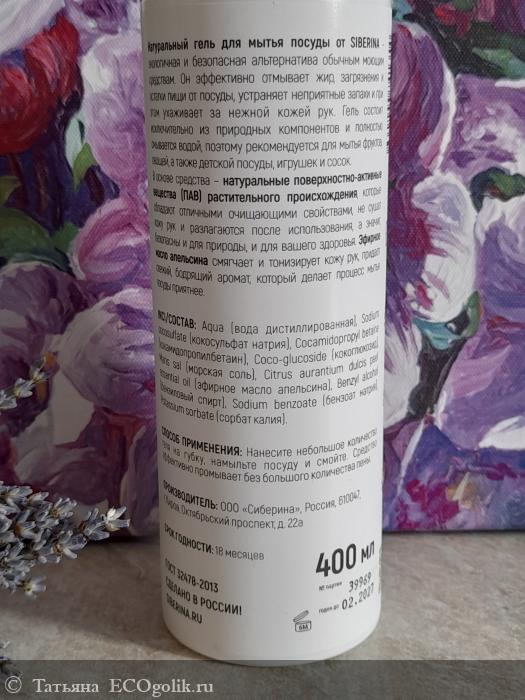 Натуральный гель для мытья посуды от SIBERINA -
экологичная и безопасная альтернатива обычным моющим
средствам. Он эффективно отмывает жир, загрязнения и
остатки пищи от посуды, устраняет неприятные запахи и при
этом ухаживает за нежной кожей рук. Гель состоит
исключительно из природных компонентов и полностью
смывается водой, поэтому рекомендуется для мытья фруктов,
овощей, а также детской посуды, игрушек и сосок.
В основе средства – натуральные поверхностно-активные
вещества (ПАВ) растительного происхождения, которые
обладают отличными очищающими свойствами, не сушат
кожу рук и разлагаются после использования, а значит,
безопасны и для природы, и для вашего здоровья. Эфирное
масло апельсина смягчает и тонизирует кожу рук, придает
свежий, бодрящий аромат, который делает процесс мытья
посуды приятнее.
INCI/СОСТАВ: Aqua (вода дистиллированная), Sodium
cocosulfate (кокосульфат натрия), Cocamidopropyl betaine
(кокамидопропилбетаин), Coco-glucoside (кокоглюкозид),
Maris sal (морская соль), Citrus aurantium dulcis peel
essential oil (эфирное масло апельсина), Benzyl alcohol
(бензиловый спирт), Sodium benzoate (бензоат натрия),
Potassium sorbate (сорбат калия).
СПОСОБ ПРИМЕНЕНИЯ: Нанесите небольшое количество
геля на губку, намыльте посуду и смойте. Средство
эффективно промывает без большого количества пены.
ПРОИЗВОДИТЕЛЬ: ООО «Сиберина», Россия, 610047,
г.Киров, Октябрьский проспект, д. 22а
СРОК ГОДНОСТИ: 18 месяцев
400 мл
ГОСТ 32478-2013
№ партии 39969
СДЕЛАНО В РОССИИ!
годен до 02.2027
SIBERINA.RU
6M
© Татьяна ECOgolik.ru